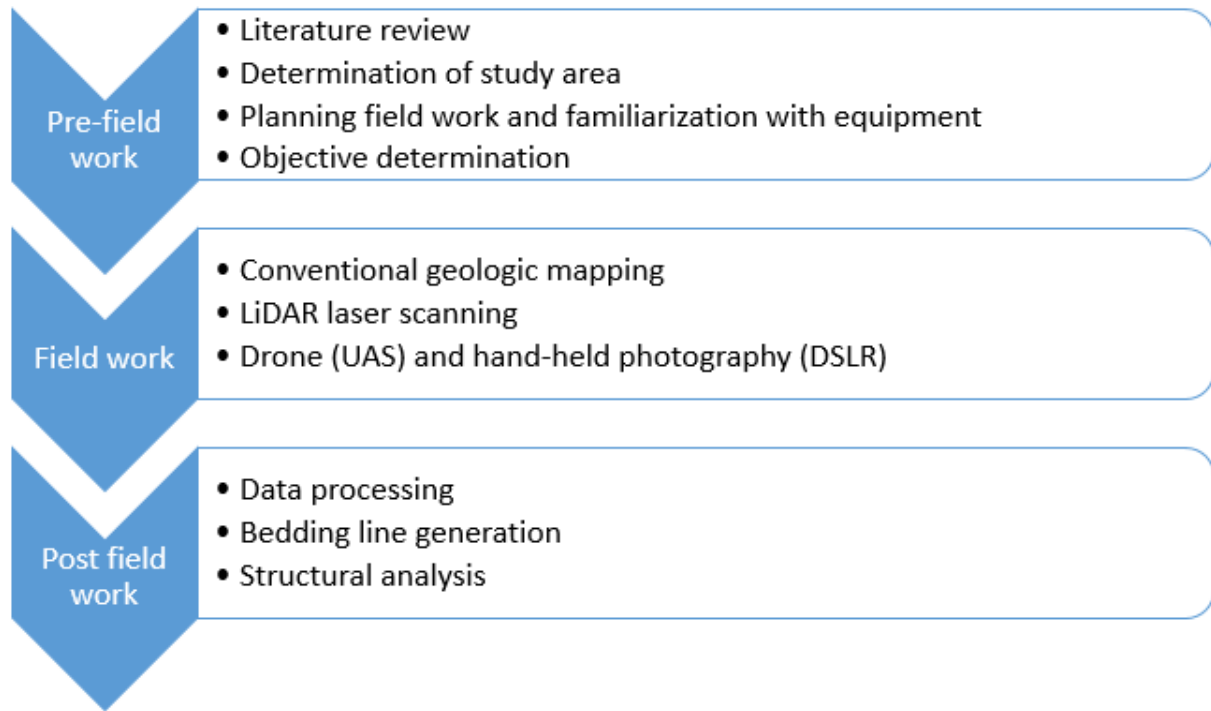 Pre-field
work
• Literature review
• Determination of study area
• Planning field work and familiarization with equipment
• Objective determination
Field work
• Conventional geologic mapping
• LiDAR laser scanning
• Drone (UAS) and hand-held photography (DSLR)
Post field
work
• Data processing
• Bedding line generation
• Structural analysis